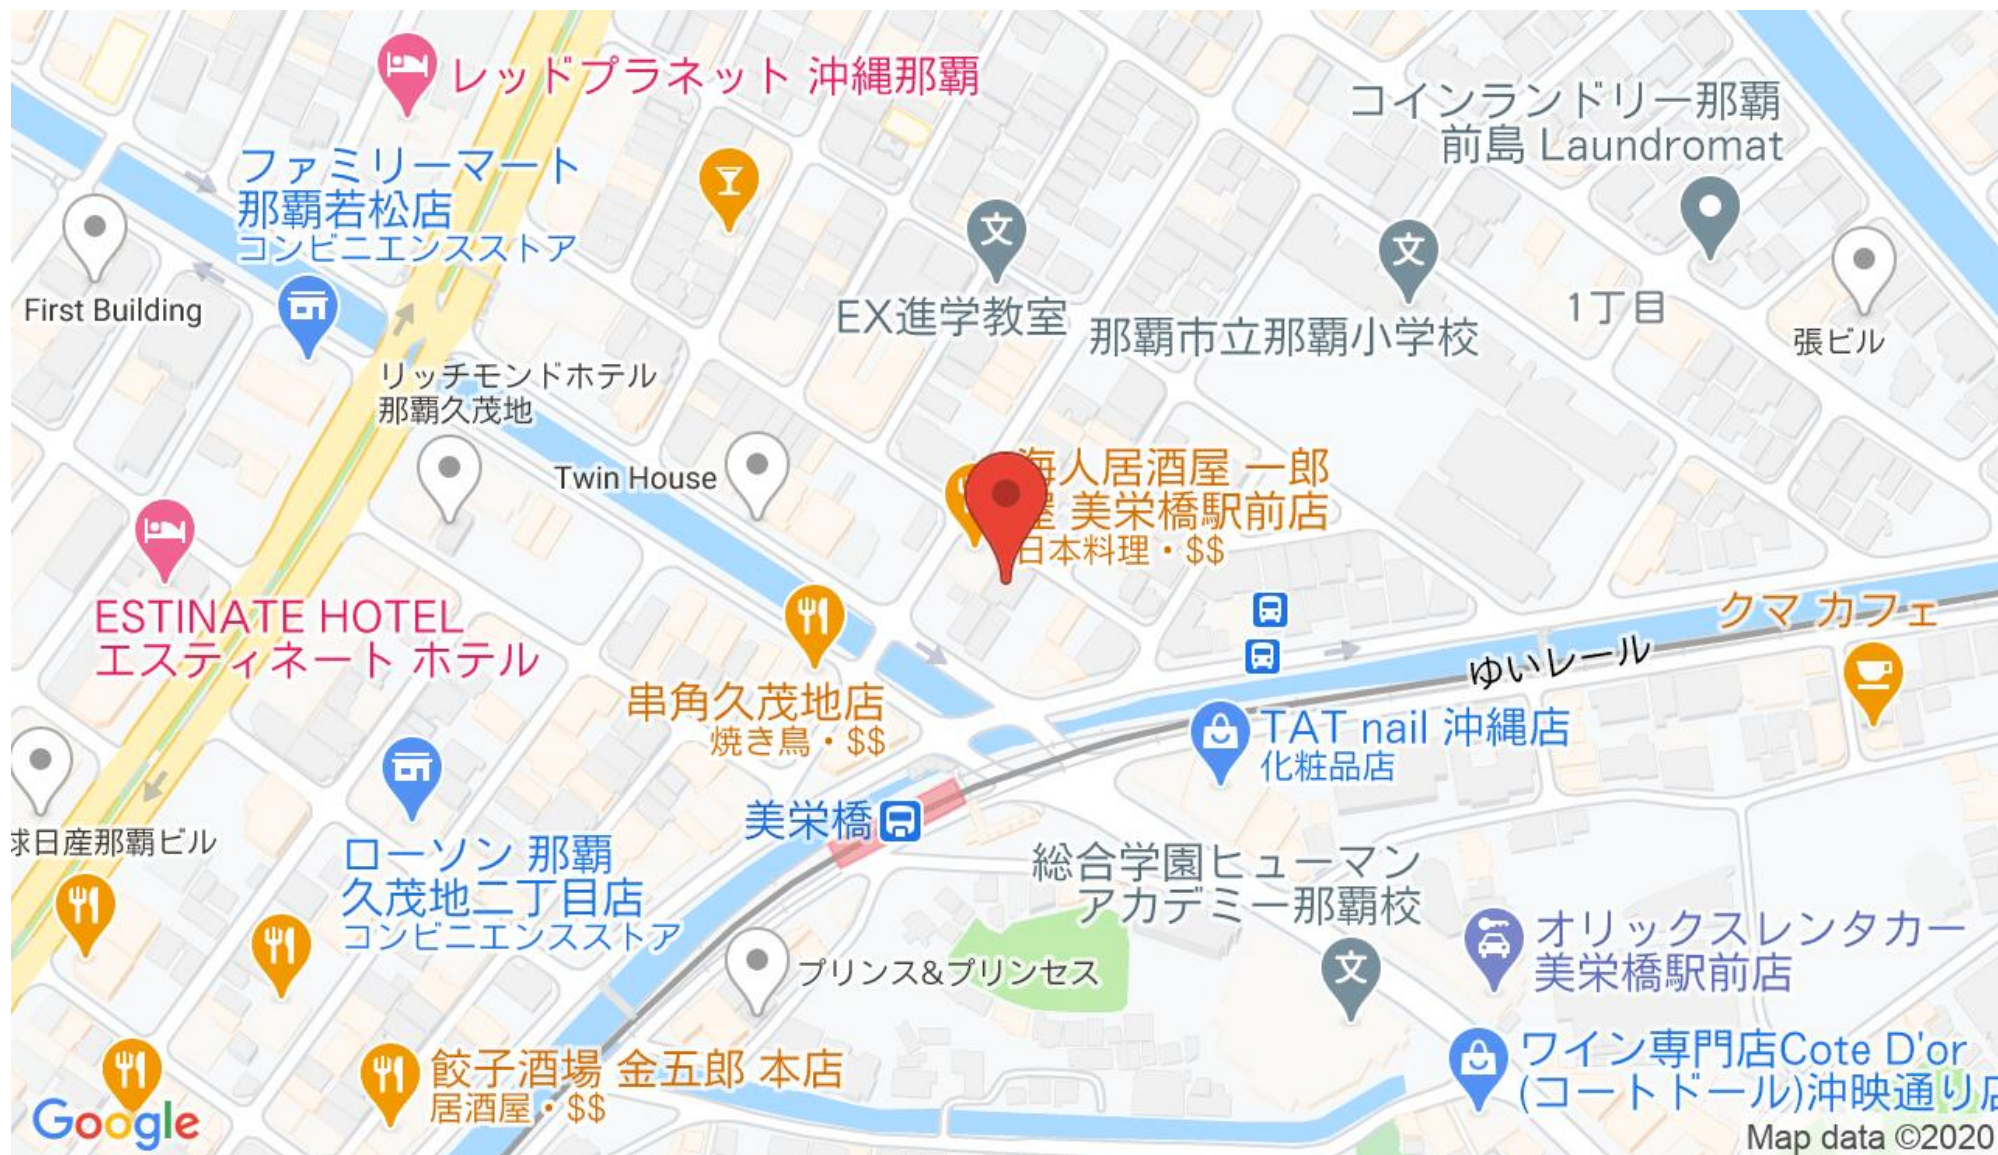 レッドプラネット 沖縄那覇
コインランドリー那覇
前島 Laundromat
ファミリーマート
那覇若松店
コンビニエンスストア
First Building
EX進学教室
那覇市立那覇小学校
1丁目
張ビル
リッチモンドホテル
那覇久茂地
Twin House
海人居酒屋 一郎
屋 美栄橋駅前店
日本料理・$$
ESTINATE HOTEL
エスティネート ホテル
クマ カフェ
ゆいレール
串角久茂地店
焼き鳥・$$
TAT nail 沖縄店
化粧品店
美栄橋
球日産那覇ビル
ローソン 那覇
久茂地二丁目店
コンビニエンスストア
総合学園ヒューマン
アカデミー那覇校
オリックスレンタカー
美栄橋駅前店
プリンス&プリンセス
餃子酒場 金五郎 本店
居酒屋・$$
ワイン専門店Cote D'or
(コートドール)沖映通り店
Google
Map data ©2020